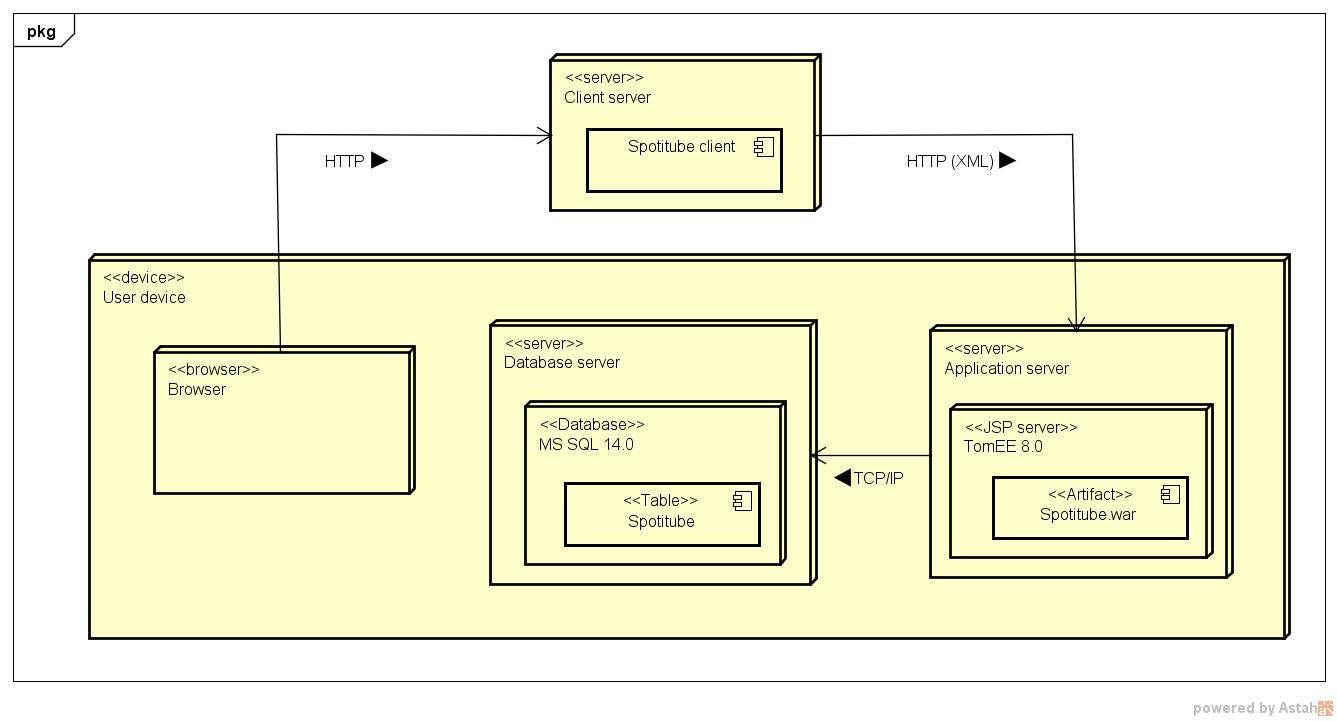 pkg
<<server>>
Client server
Spotitube client
HTTP
HTTP (XML)
<<device>>
User device
<<browser>>
Browser
<<server>>
Database server
<<Database>>
MS SQL 14.0
<<Table>>
Spotitube
TCP/IP
<<server>>
Application server
<<JSP server>>
TomEE 8.0
<<Artifact>>
Spotitube.war
powered by Astah